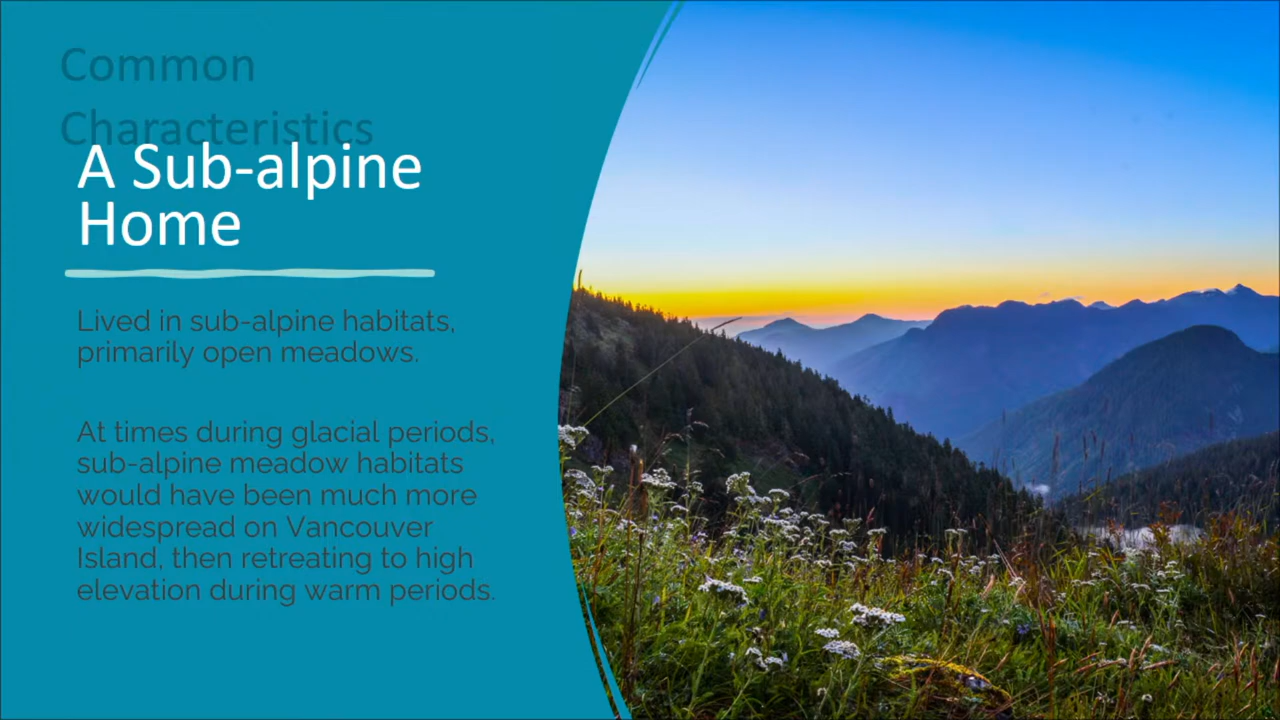 Common
Characteristics
A Sub-alpine
Home
Lived in sub-alpine habitats,
primarily open meadows.
At times during glacial periods,
sub-alpine meadow habitats
would have been much more
widespread on Vancouver
Island, then retreating to high
elevation during warm periods.